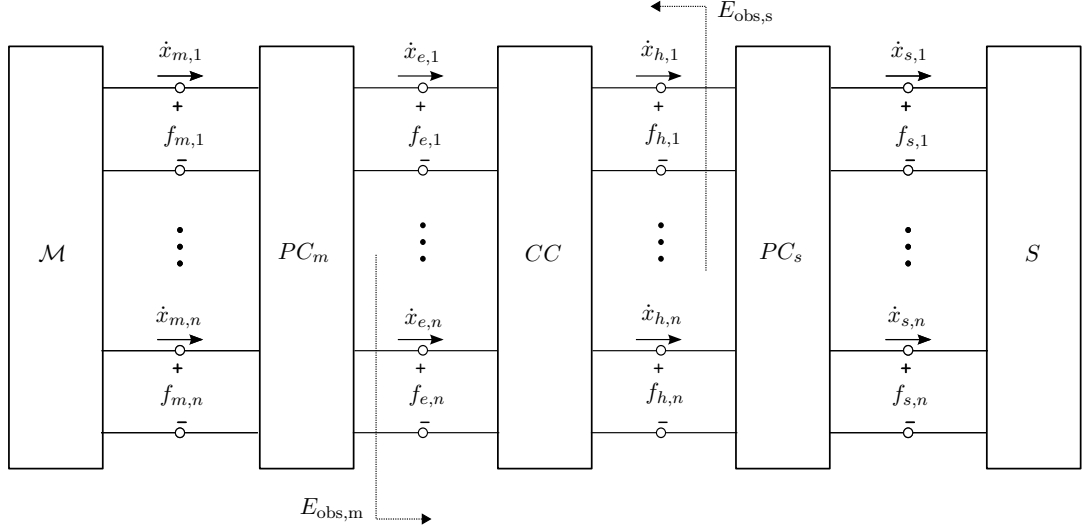 E_obs,s
ẋ_m,1 ẋ_e,1 ẋ_h,1 ẋ_s,1
+ + + +
f_m,1 f_e,1 f_h,1 f_s,1
− − − −
ℳ PC_m CC PC_s S
ẋ_m,n ẋ_e,n ẋ_h,n ẋ_s,n
+ + + +
f_m,n f_e,n f_h,n f_s,n
− − − −
E_obs,m